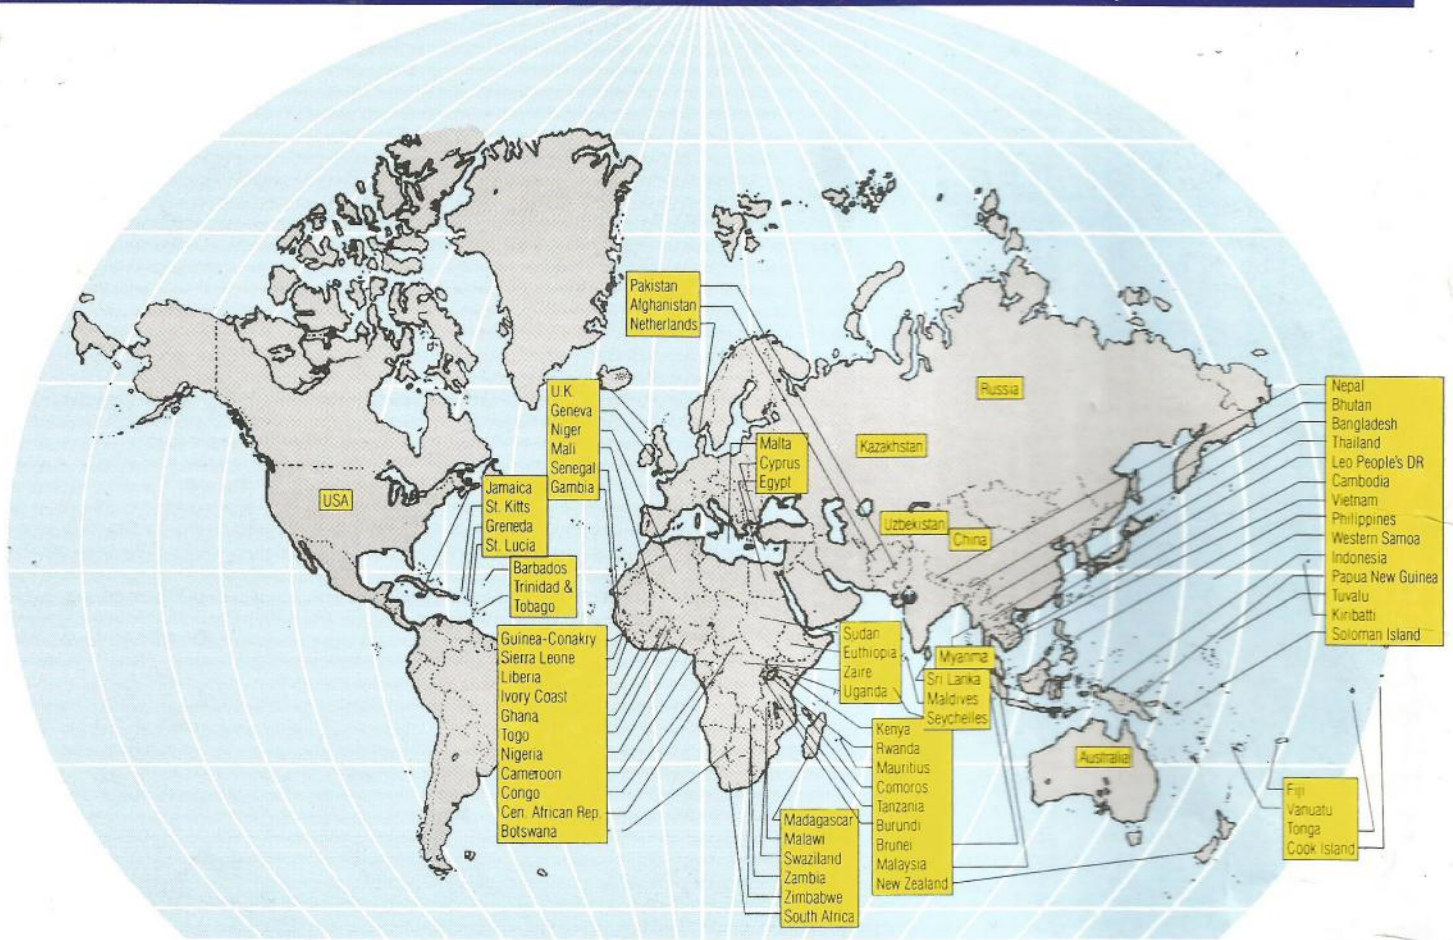 Pakistan
Afghanistan
Netherlands
U.K.
Geneva
Niger
Mali
Senegal
Gambia
Malta
Cyprus
Egypt
Russia
Kazakhstan
Uzbekistan
China
USA
Jamaica
St. Kitts
Greneda
St. Lucia
Barbados
Trinidad &
Tobago
Nepal
Bhutan
Bangladesh
Thailand
Leo People's DR
Cambodia
Vietnam
Philippines
Western Samoa
Indonesia
Papua New Guinea
Tuvalu
Kiribatti
Soloman Island
Guinea-Conakry
Sierra Leone
Liberia
Ivory Coast
Ghana
Togo
Nigeria
Cameroon
Congo
Cen. African Rep.
Botswana
Sudan
Euthiopia
Zaire
Uganda
Myanma
Sri Lanka
Maldives
Seychelles
Kenya
Rwanda
Mauritius
Comoros
Tanzania
Burundi
Brunei
Malaysia
New Zealand
Madagascar
Malawi
Swaziland
Zambia
Zimbabwe
South Africa
Australia
Fiji
Vanuatu
Tonga
Cook Island